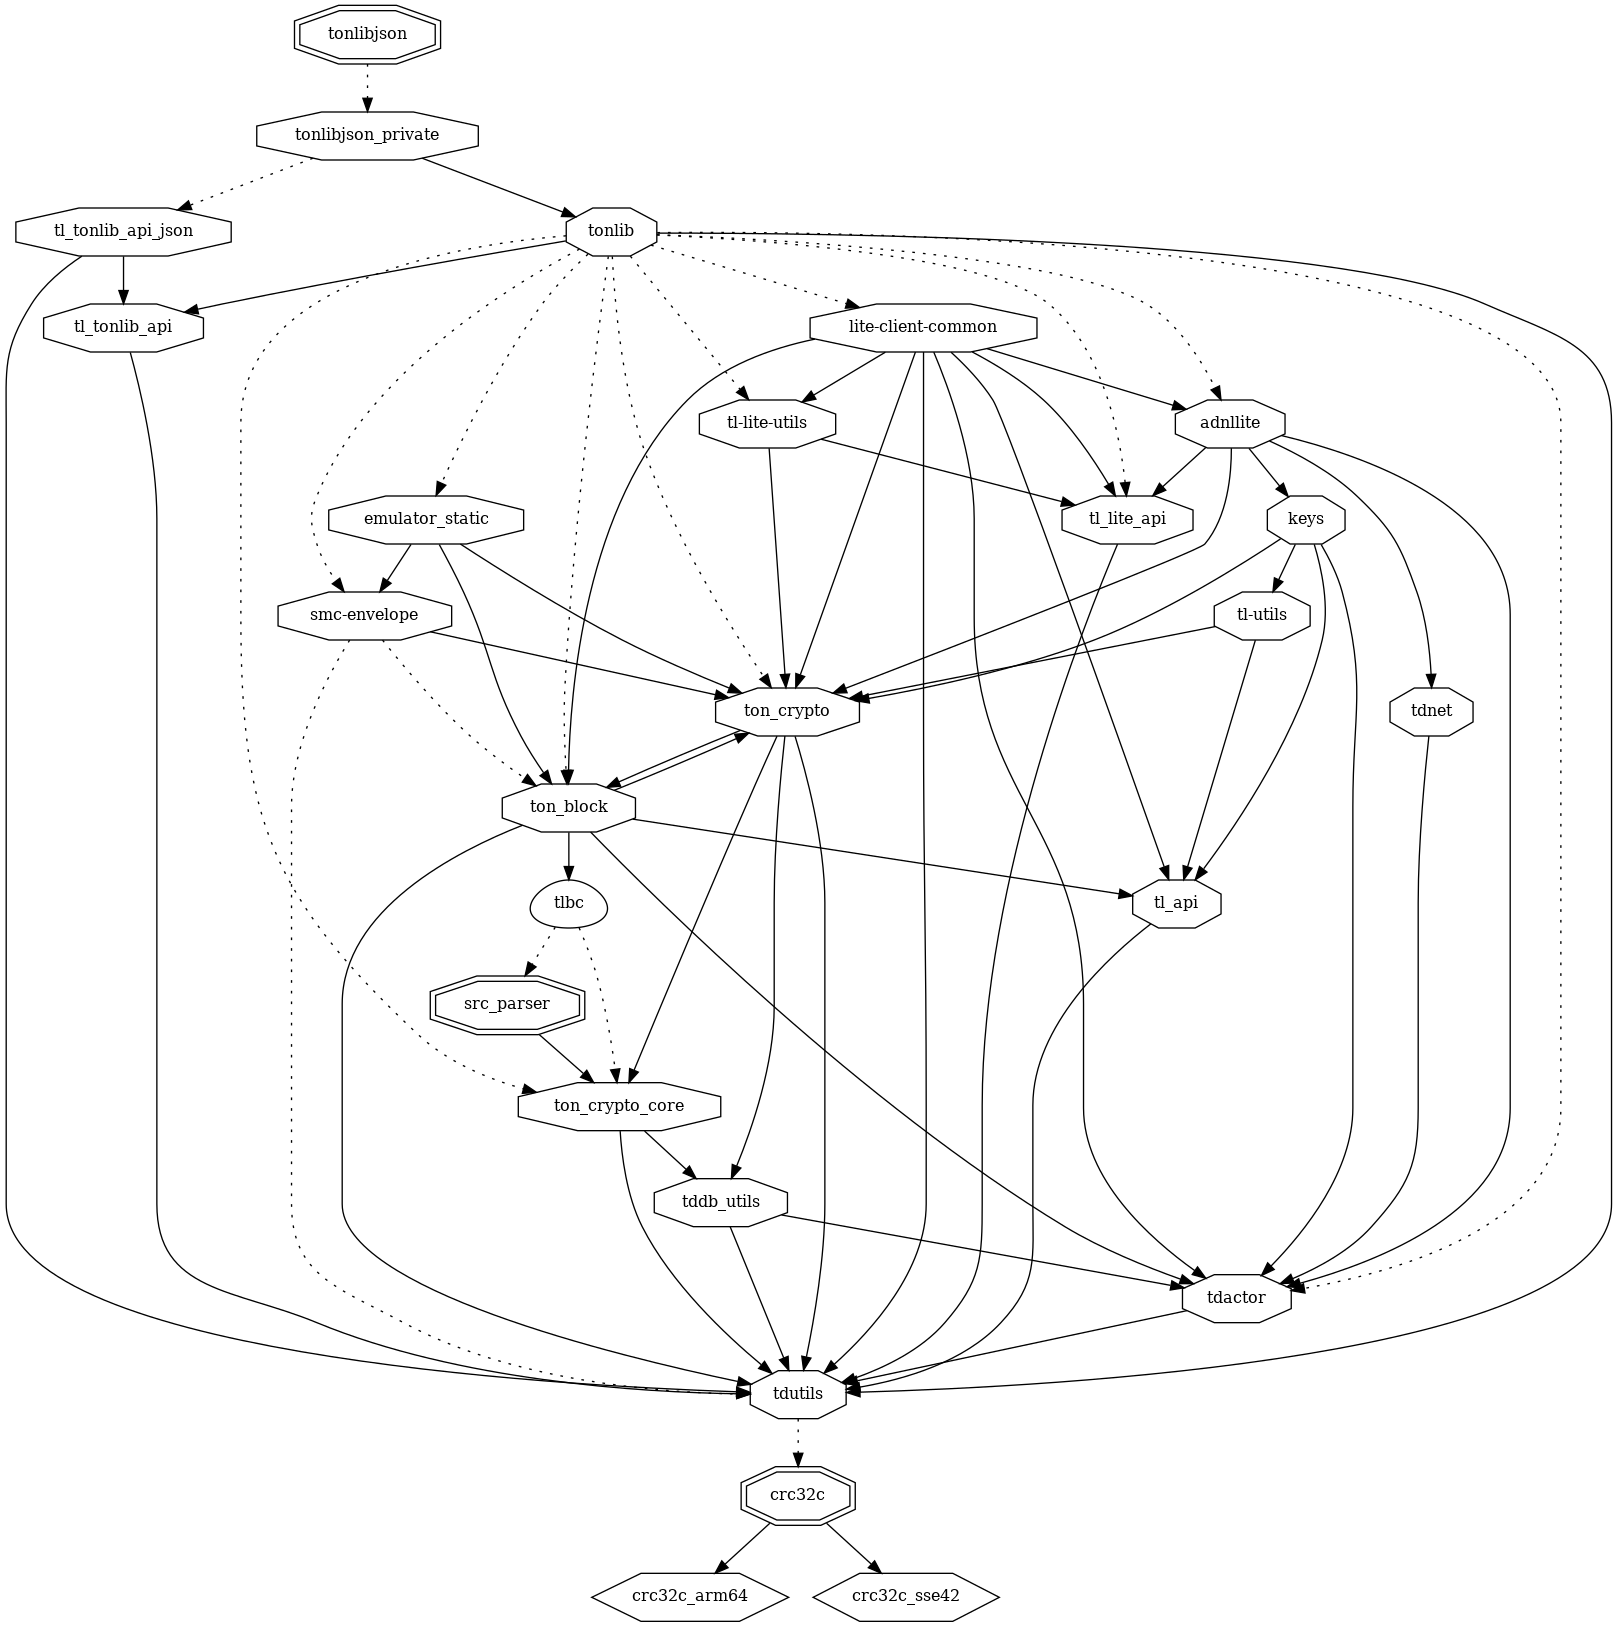 tonlibjson
tonlibjson_private
tl_tonlib_api_json
tonlib
tl_tonlib_api
lite-client-common
tl-lite-utils
adnllite
emulator_static
tl_lite_api
keys
smc-envelope
tl-utils
ton_crypto
tdnet
ton_block
tlbc
tl_api
src_parser
ton_crypto_core
tddb_utils
tdactor
tdutils
crc32c
crc32c_arm64
crc32c_sse42